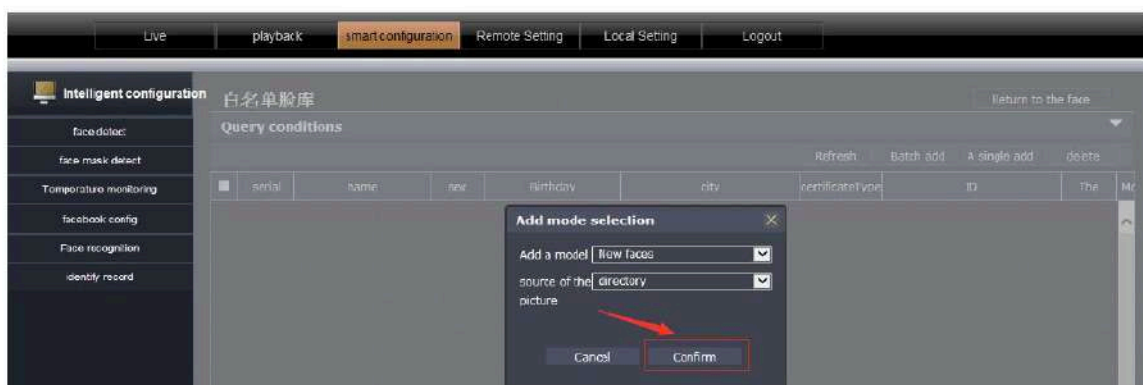 Live playback smart configuration Remote Setting Local Setting Logout
Intelligent configuration
白名单脸库
Return to the face
Query conditions
face detect
Refresh Batch add A single add delete
face mask detect
serial name sex Birthday city certificateType ID The Mo
Temporature monitoring
facebook config
Face recognition
identify record
Add mode selection
Add a model New faces
source of the directory
picture
Cancel Confirm